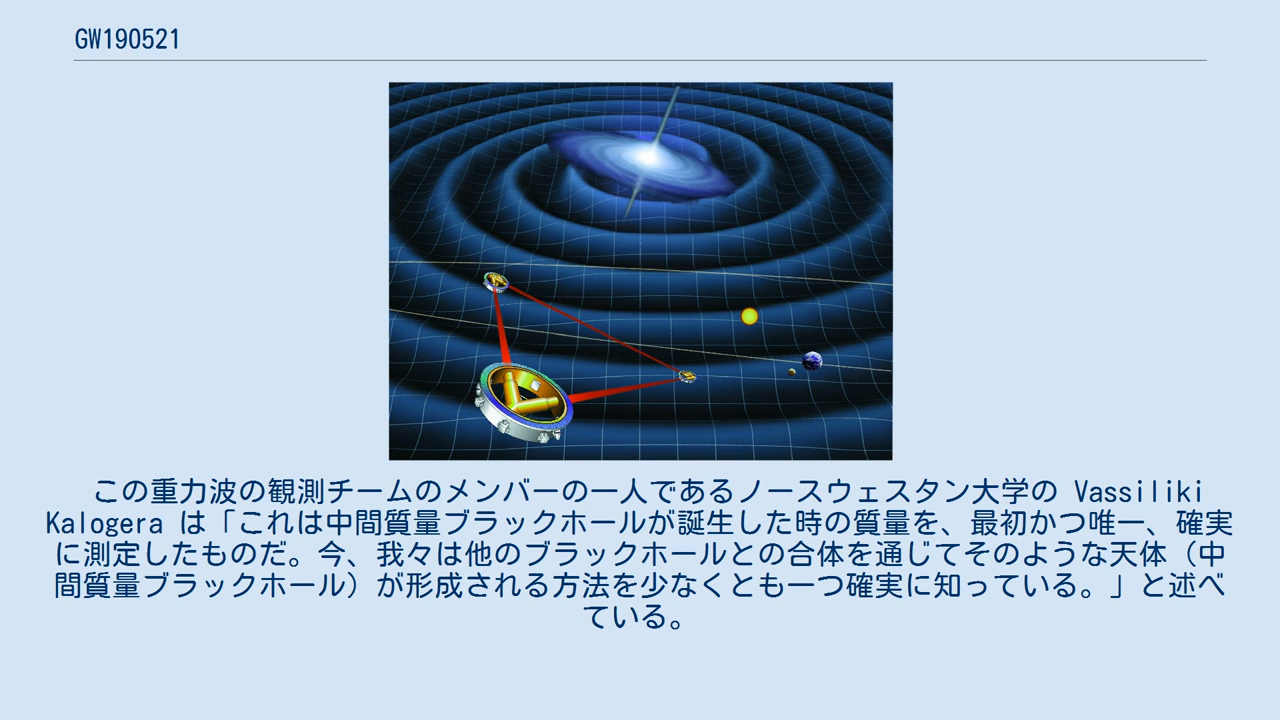 GW190521
この重力波の観測チームのメンバーの一人であるノースウェスタン大学の Vassiliki
Kalogera は「これは中間質量ブラックホールが誕生した時の質量を、最初かつ唯一、確実
に測定したものだ。今、我々は他のブラックホールとの合体を通じてそのような天体（中
間質量ブラックホール）が形成される方法を少なくとも一つ確実に知っている。」と述べ
ている。